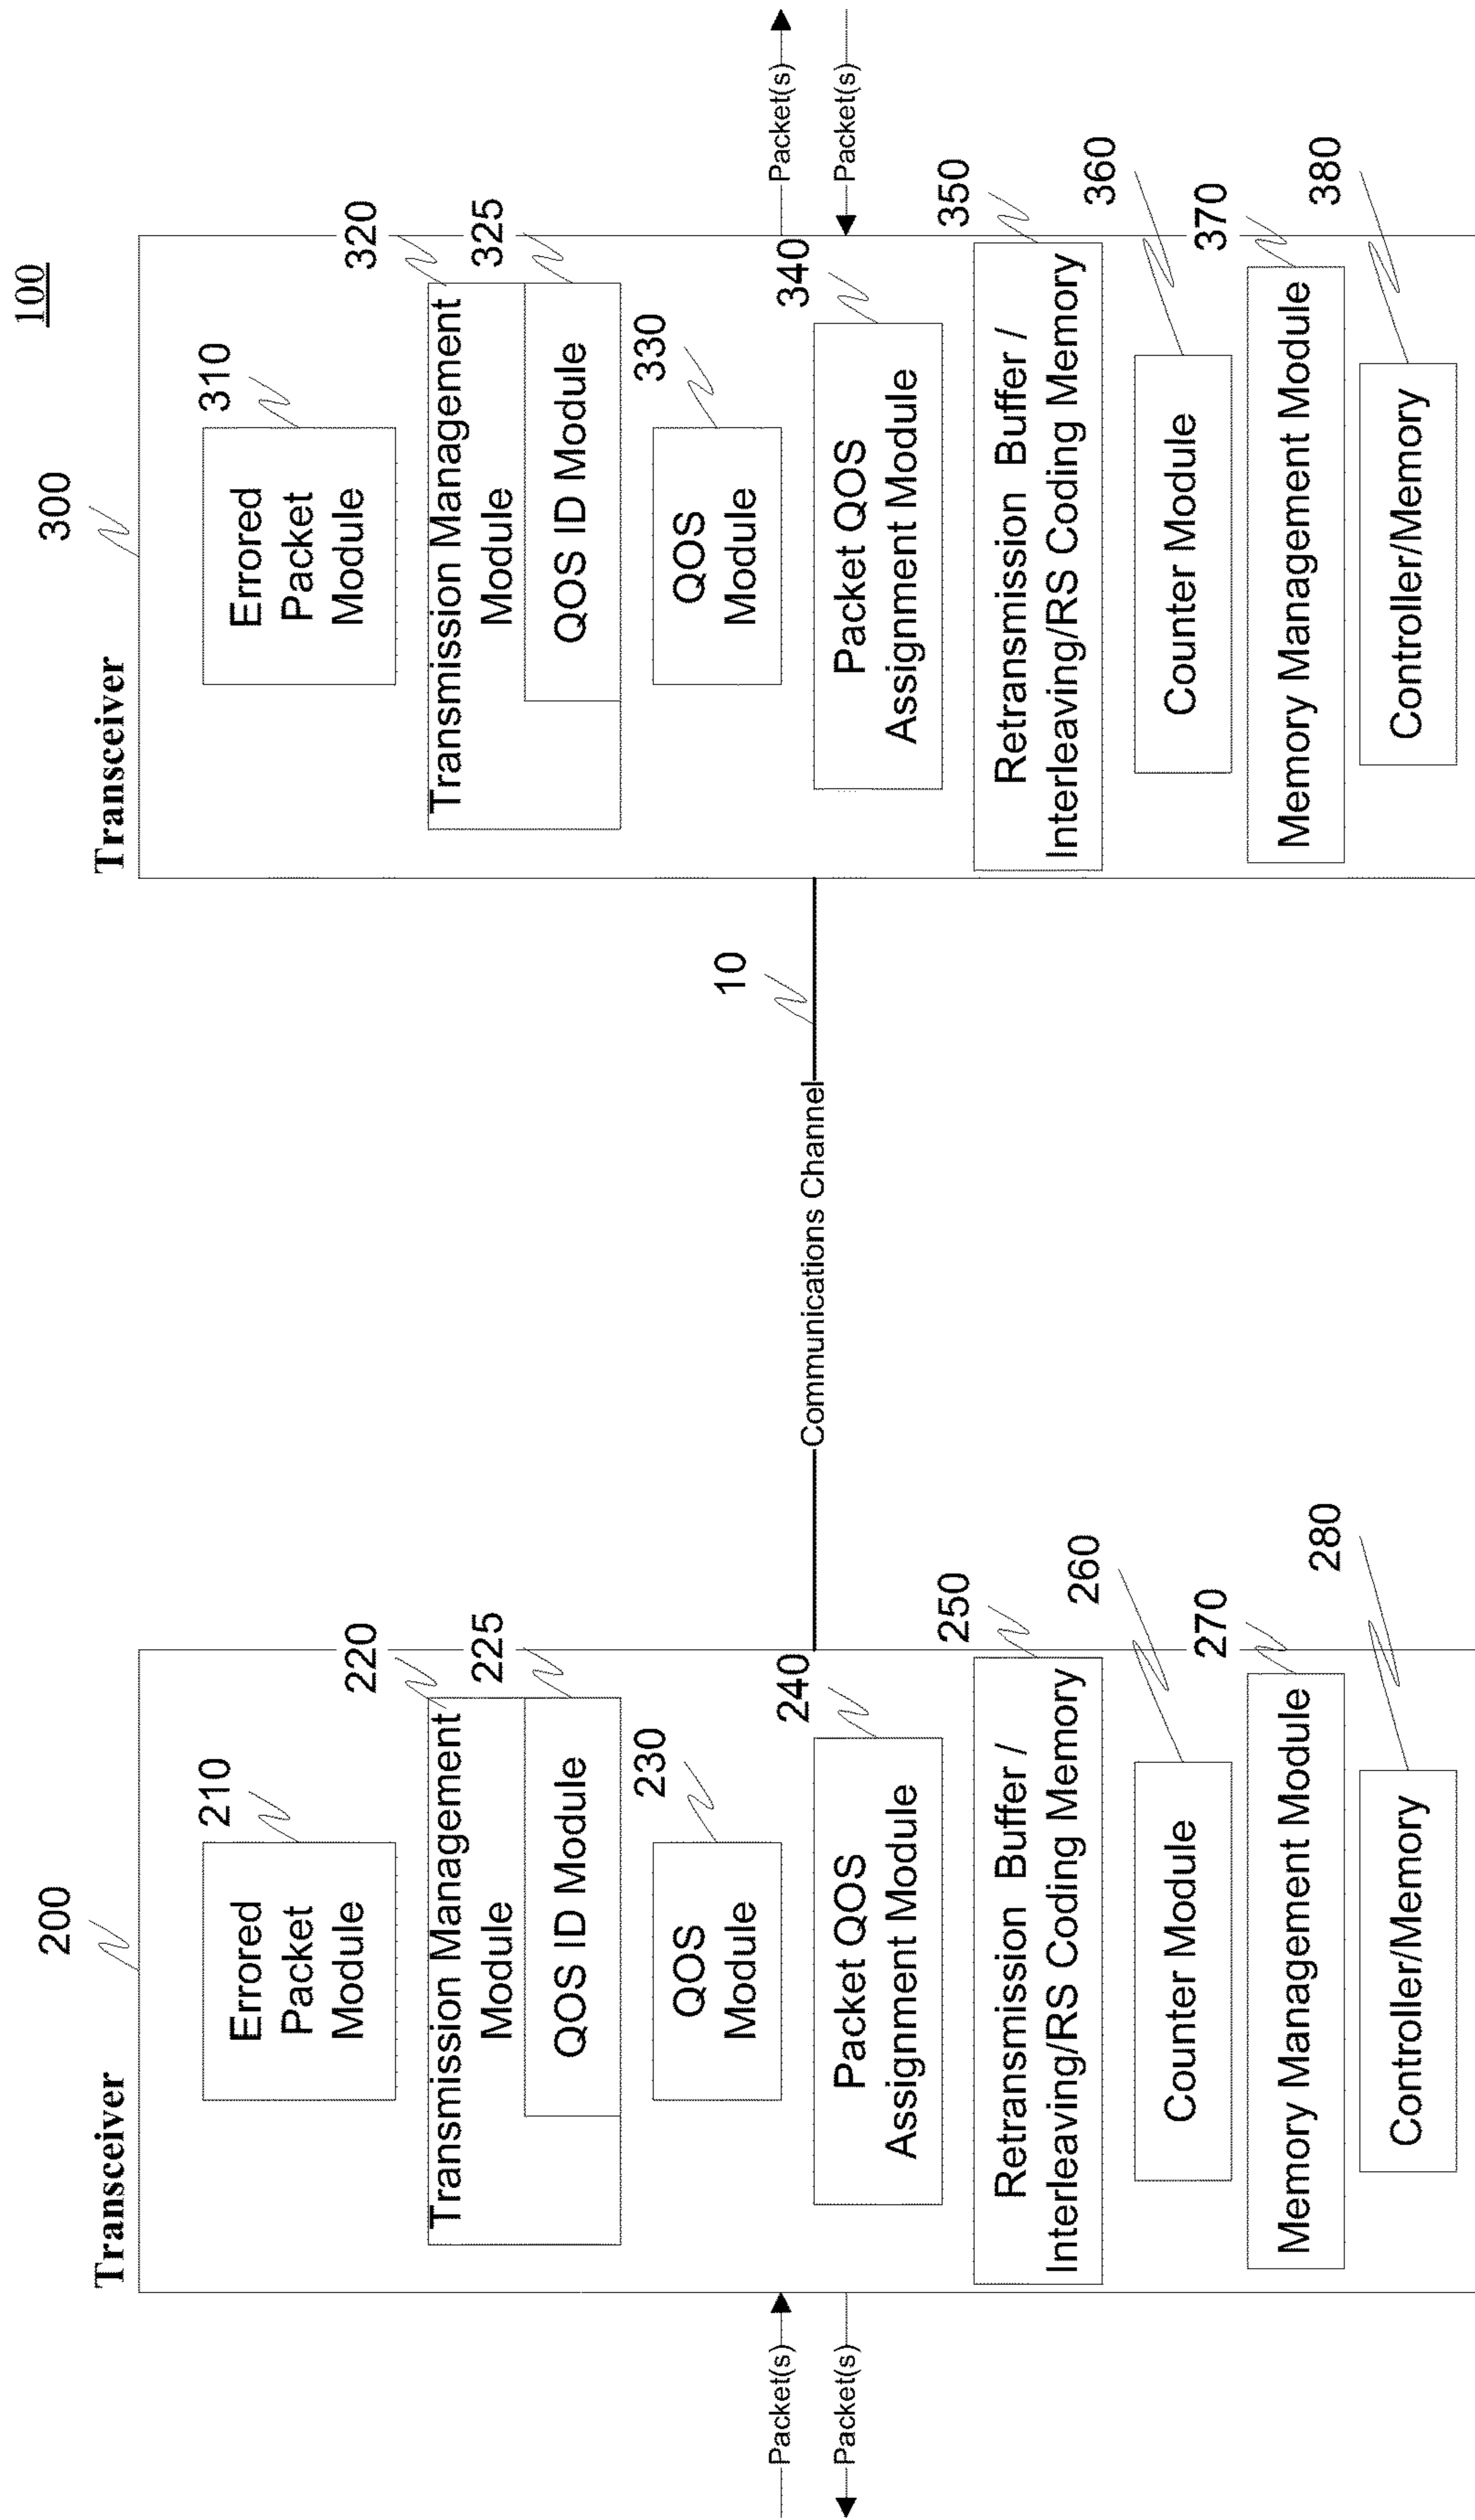 100
Transceiver
200
210
Errored
Packet
Module
220
Transmission Management
Module
225
QOS ID Module
230
QOS
Module
240
Packet QOS
Assignment Module
250
Retransmission Buffer /
Interleaving/RS Coding Memory
260
Counter Module
270
Memory Management Module
280
Controller/Memory
Packet(s)
Packet(s)
10
Communications Channel
Transceiver
300
310
Errored
Packet
Module
320
Transmission Management
Module
325
QOS ID Module
330
QOS
Module
340
Packet QOS
Assignment Module
350
Retransmission Buffer /
Interleaving/RS Coding Memory
360
Counter Module
370
Memory Management Module
380
Controller/Memory
Packet(s)
Packet(s)